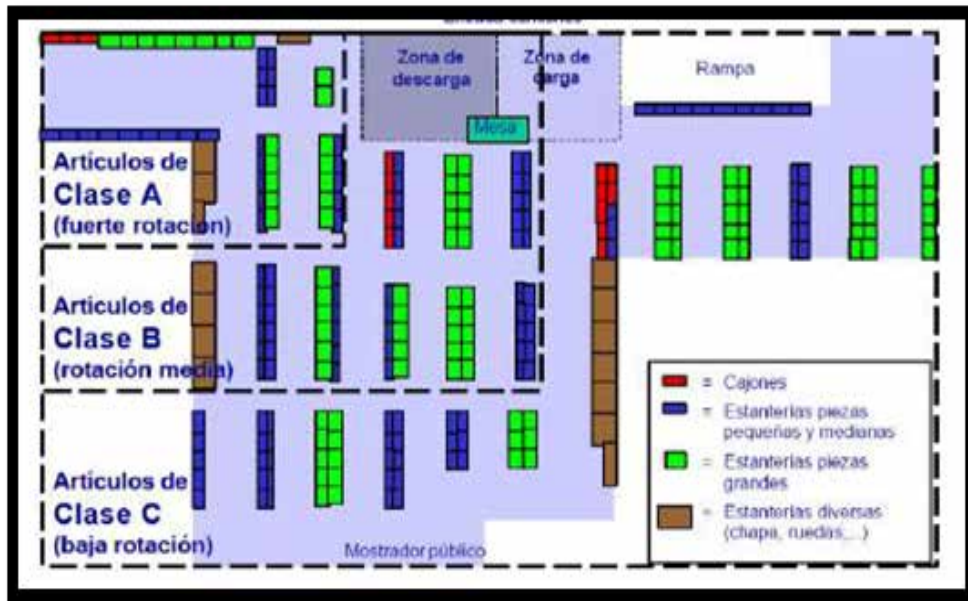 Zona de
descarga
Zona de
carga
Rampa
Mesa
Artículos de
Clase A
(fuerte rotación)
Artículos de
Clase B
(rotación media)
Artículos de
Clase C
(baja rotación)
Mostrador público
= Cajones
= Estanterías piezas
pequeñas y medianas
= Estanterías piezas
grandes
= Estanterías diversas
(chapa, ruedas,...)